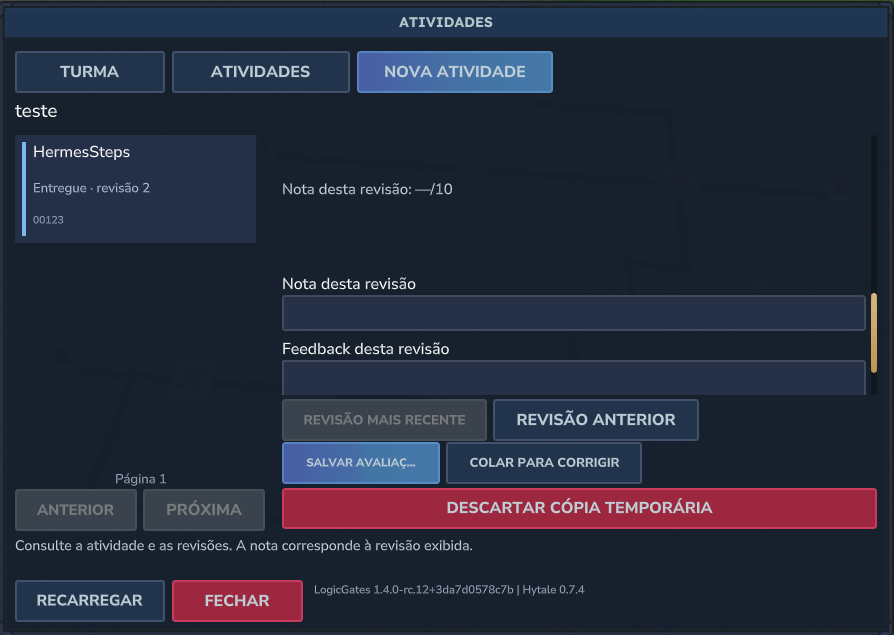 ATIVIDADES
TURMA ATIVIDADES NOVA ATIVIDADE
teste
HermesSteps
Entregue · revisão 2
00123
Nota desta revisão: —/10
Nota desta revisão
Feedback desta revisão
REVISÃO MAIS RECENTE REVISÃO ANTERIOR
SALVAR AVALIAÇ... COLAR PARA CORRIGIR
Página 1
ANTERIOR PRÓXIMA DESCARTAR CÓPIA TEMPORÁRIA
Consulte a atividade e as revisões. A nota corresponde à revisão exibida.
RECARREGAR FECHAR LogicGates 1.4.0-rc.12+3da7d0578c7b | Hytale 0.7.4